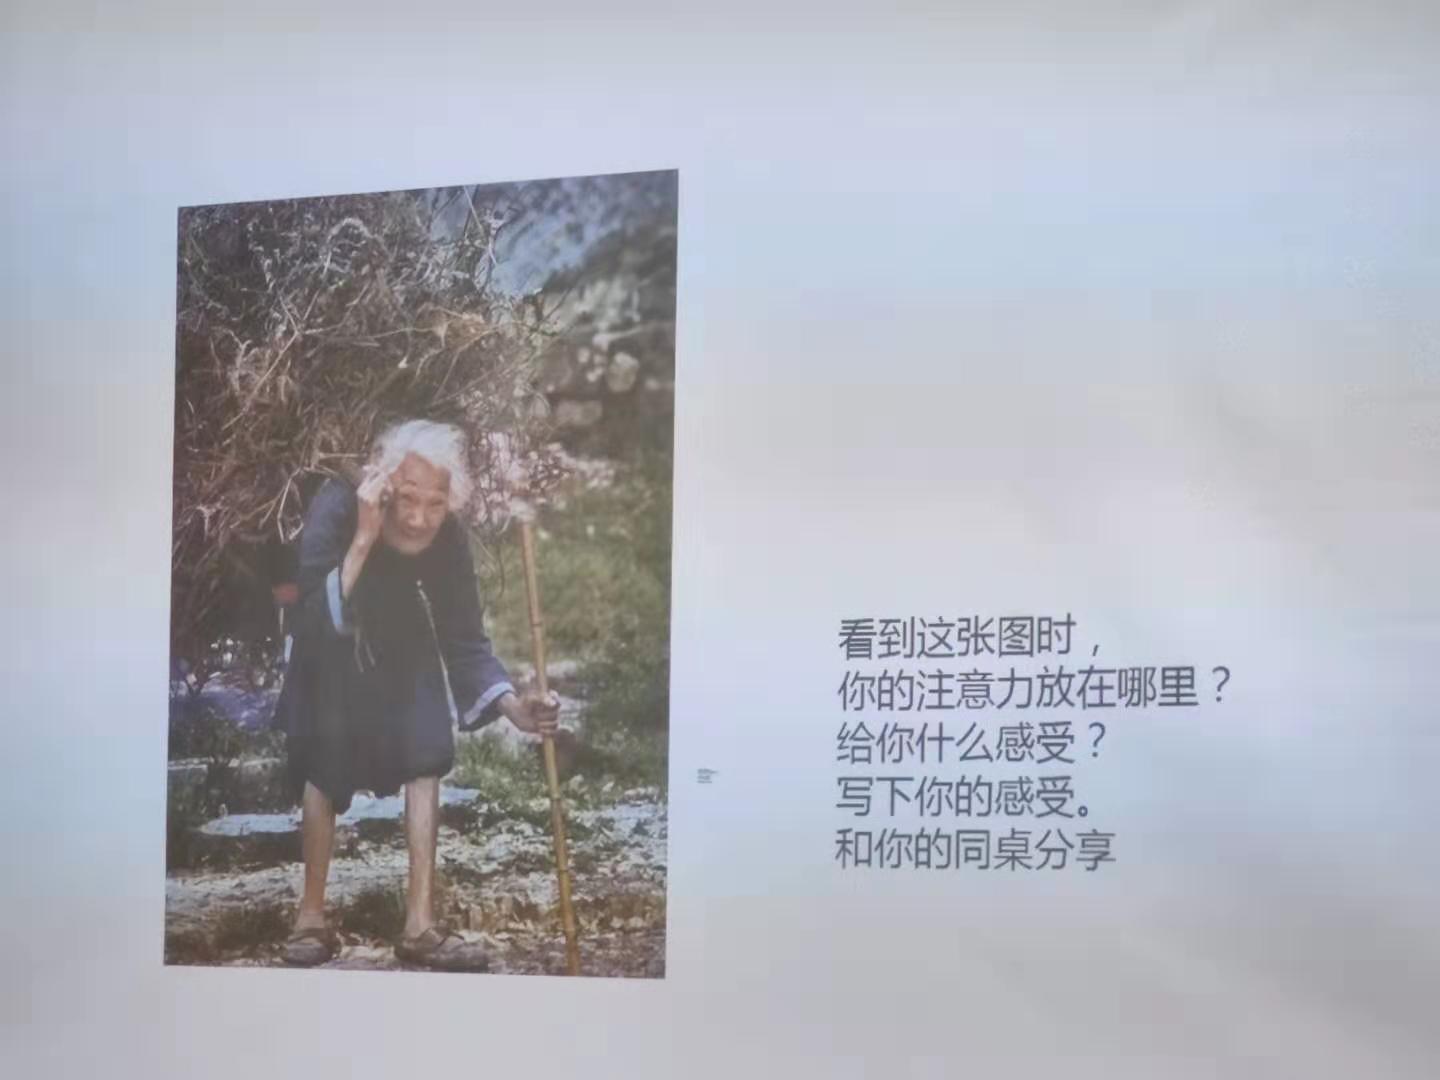 看到这张图时，
你的注意力放在哪里？
给你什么感受？
写下你的感受。
和你的同桌分享